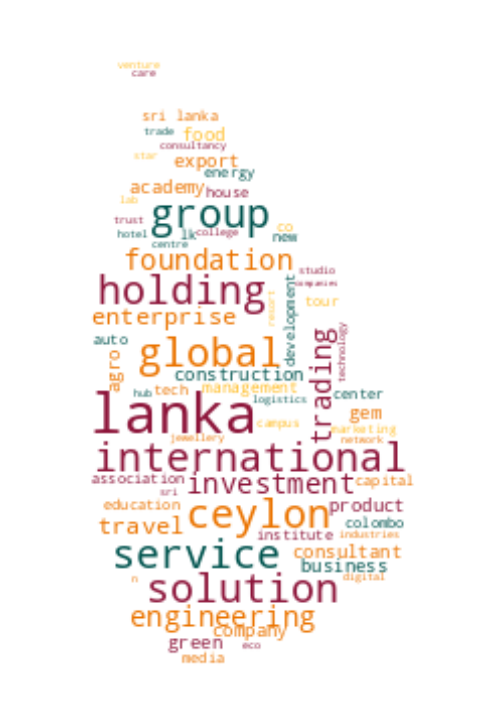 venture
care
sri lanka
trade food
consultancy
star export
energy
academy house
lab
group
trust
hotel lk college co
new
centre
foundation
studio
holding companies
resort tour
enterprise
development
auto
global trading technology
agro construction
hub tech management center
logistics
lanka gem
campus marketing
jewellery network
international
association investment capital
sri
education ceylon product
travel colombo
institute industries
service consultant
business
n digital
solution
engineering
company
green eco
media